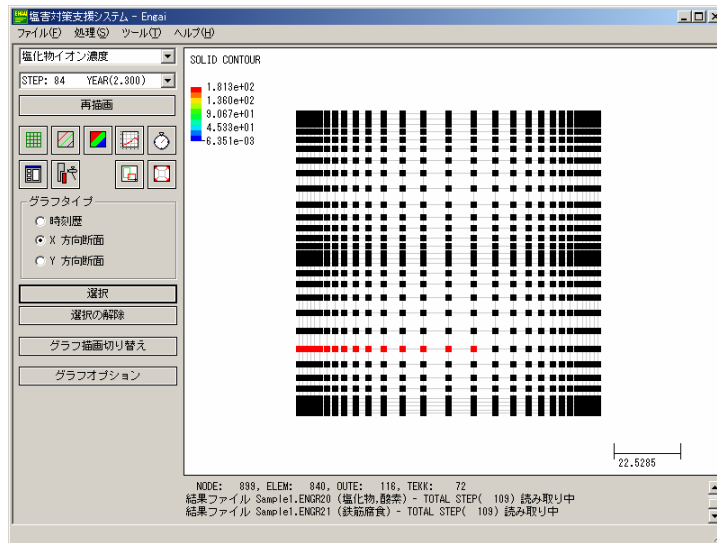 塩害対策支援システム - Engai
ファイル(F) 処理(S) ツール(T) ヘルプ(H)
塩化物イオン濃度
STEP: 84 YEAR(2.300)
再描画
グラフタイプ
時刻歴
X 方向断面
Y 方向断面
選択
選択の解除
グラフ描画切り替え
グラフオプション
SOLID CONTOUR
1.813e+02
1.360e+02
9.067e+01
4.533e+01
6.351e-03
22.5285
NODE: 899, ELEM: 840, OUTE: 116, TEKK: 72
結果ファイル Sample1.ENGR20 (塩化物,酸素) - TOTAL STEP( 109) 読み取り中
結果ファイル Sample1.ENGR21 (鉄筋腐食) - TOTAL STEP( 109) 読み取り中